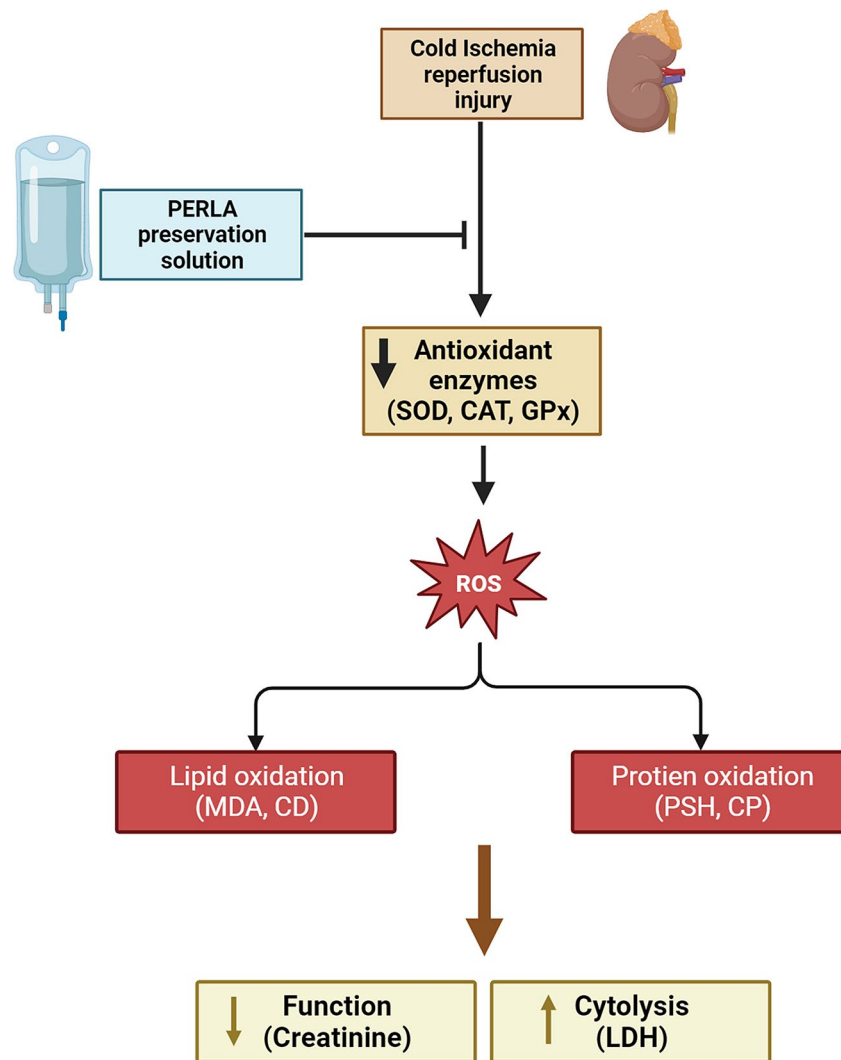 Cold Ischemia
reperfusion
injury
PERLA
preservation
solution
Antioxidant
enzymes
(SOD, CAT, GPx)
ROS
Lipid oxidation
(MDA, CD)
Protien oxidation
(PSH, CP)
Function
(Creatinine)
Cytolysis
(LDH)